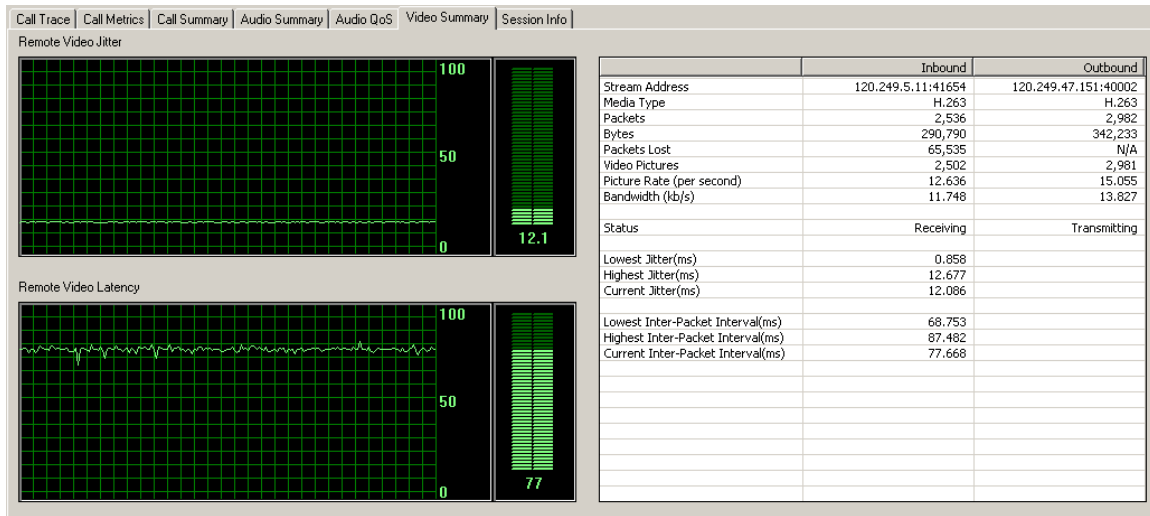 Call Trace Call Metrics Call Summary Audio Summary Audio QoS Video Summary Session Info
Remote Video Jitter
100
50
0
12.1
Remote Video Latency
100
50
0
77
Inbound Outbound
Stream Address 120.249.5.11:41654 120.249.47.151:40002
Media Type H.263 H.263
Packets 2,536 2,982
Bytes 290,790 342,233
Packets Lost 65,535 N/A
Video Pictures 2,502 2,981
Picture Rate (per second) 12.636 15.055
Bandwidth (kb/s) 11.748 13.827
Status Receiving Transmitting
Lowest Jitter(ms) 0.858
Highest Jitter(ms) 12.677
Current Jitter(ms) 12.086
Lowest Inter-Packet Interval(ms) 68.753
Highest Inter-Packet Interval(ms) 87.482
Current Inter-Packet Interval(ms) 77.668